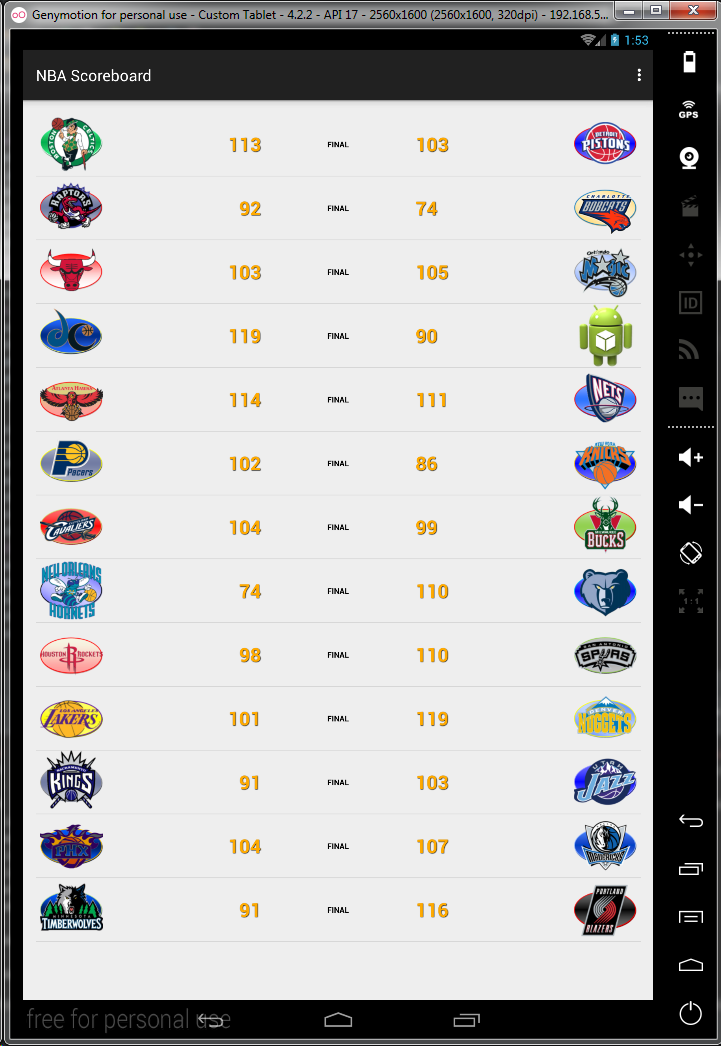 Genymotion for personal use - Custom Tablet - 4.2.2 - API 17 - 2560x1600 (2560x1600, 320dpi) - 192.168.5...
1:53
NBA Scoreboard
GPS
BOSTON CELTICS 113 FINAL 103 DETROIT PISTONS
RAPTORS 92 FINAL 74 CHARLOTTE BOBCATS
103 FINAL 105 Orlando Magic
dc 119 FINAL 90
ID
ATLANTA HAWKS 114 FINAL 111 NETS
Pacers 102 FINAL 86 NEW YORK KNICKS
CAVALIERS 104 FINAL 99 BUCKS
NEW ORLEANS HORNETS 74 FINAL 110
1:1
HOUSTON ROCKETS 98 FINAL 110 SAN ANTONIO SPURS
LOS ANGELES LAKERS 101 FINAL 119 DENVER NUGGETS
SACRAMENTO KINGS 91 FINAL 103 UTAH JAZZ
PHX 104 FINAL 107 MAVERICKS
MINNESOTA TIMBERWOLVES 91 FINAL 116 PORTLAND BLAZERS
free for personal use